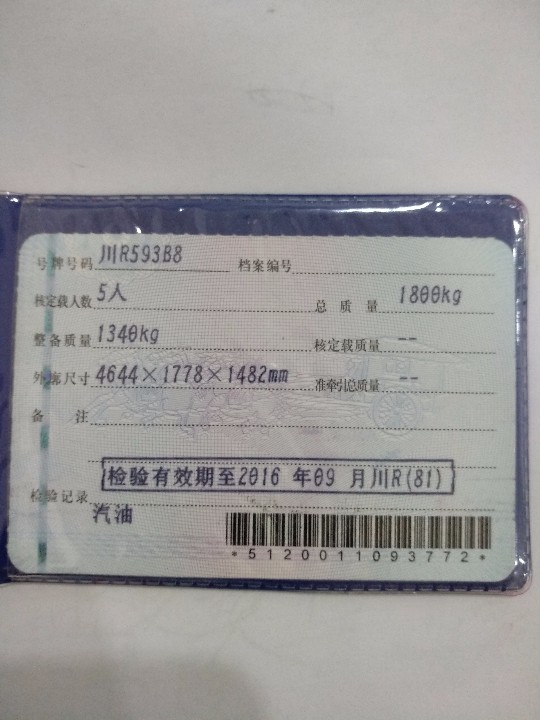 号牌号码 川R593B8 档案编号
核定载人数 5人 总质量 1800kg
整备质量 1340kg 核定载质量 --
外廓尺寸 4644×1778×1482mm 准牵引总质量 --
备注
检验记录 检验有效期至2016 年09 月川R(81)
汽油
*5120011093772*